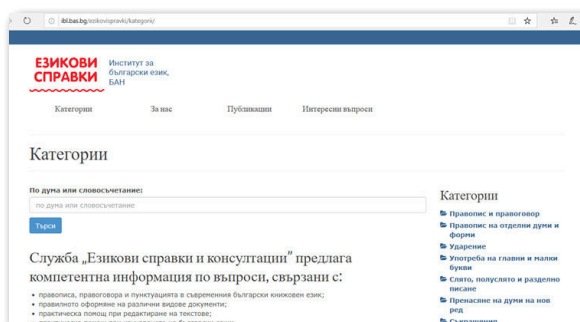 ibl.bas.bg/ezikovispravki/kategorii/
ЕЗИКОВИ
СПРАВКИ
Институт за
български език,
БАН
Категории
За нас
Публикации
Интересни въпроси
Категории
По дума или словосъчетание:
по дума или словосъчетание
Търси
Служба „Езикови справки и консултации” предлага
компетентна информация по въпроси, свързани с:
• правописа, правоговора и пунктуацията в съвременния български книжовен език;
• правилното оформяне на различни видове документи;
• практическа помощ при редактиране на текстове;
Категории
Правопис и правоговор
Правопис на отделни думи и
форми
Ударение
Употреба на главни и малки
букви
Слято, полуслято и разделно
писане
Пренасяне на думи на нов
ред
Съкращения